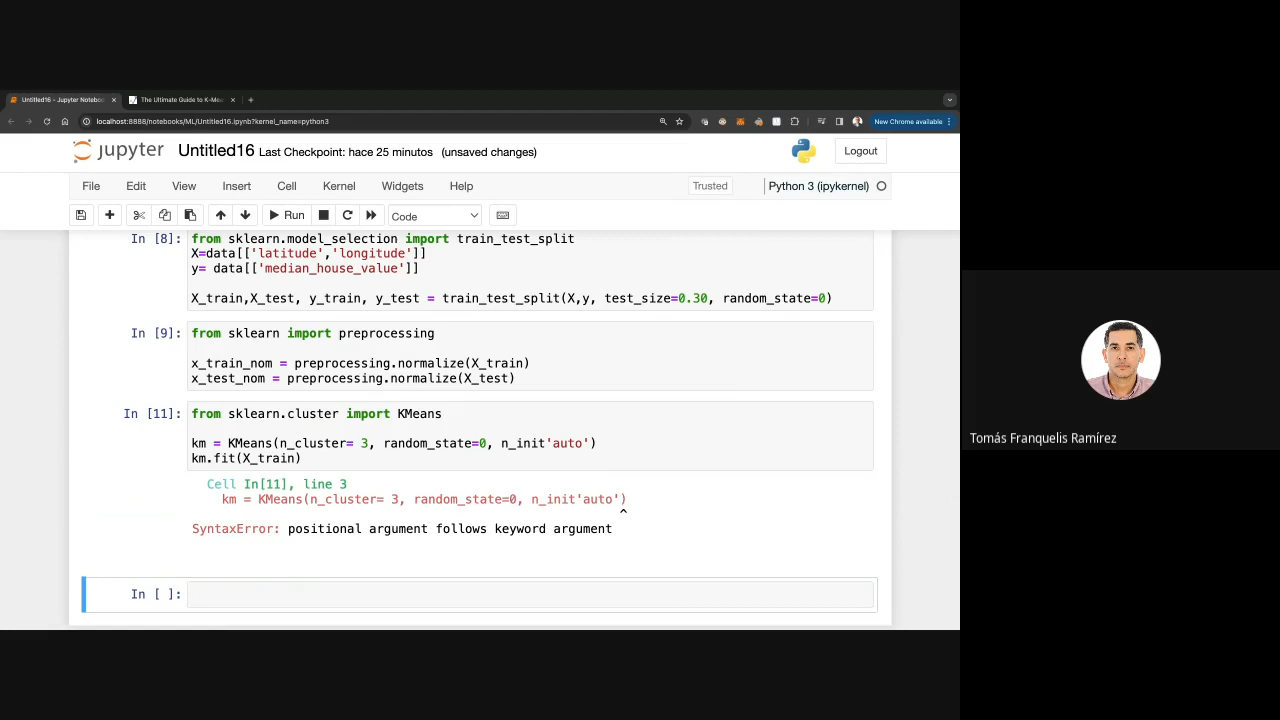 Untitled16 - Jupyter Noteboo
The Ultimate Guide to K-Me
localhost:8888/notebooks/ML/Untitled16.ipynb?kernel_name=python3
New Chrome available
jupyter Untitled16 Last Checkpoint: hace 25 minutos (unsaved changes)
Logout
File Edit View Insert Cell Kernel Widgets Help
Trusted
Python 3 (ipykernel)
Run
Code
In [8]: from sklearn.model_selection import train_test_split
X=data[['latitude','longitude']]
y= data[['median_house_value']]
X_train,X_test, y_train, y_test = train_test_split(X,y, test_size=0.30, random_state=0)
In [9]: from sklearn import preprocessing
x_train_nom = preprocessing.normalize(X_train)
x_test_nom = preprocessing.normalize(X_test)
In [11]: from sklearn.cluster import KMeans
km = KMeans(n_cluster= 3, random_state=0, n_init'auto')
km.fit(X_train)
Cell In[11], line 3
km = KMeans(n_cluster= 3, random_state=0, n_init'auto')
^
SyntaxError: positional argument follows keyword argument
In [ ]:
Tomás Franquelis Ramírez